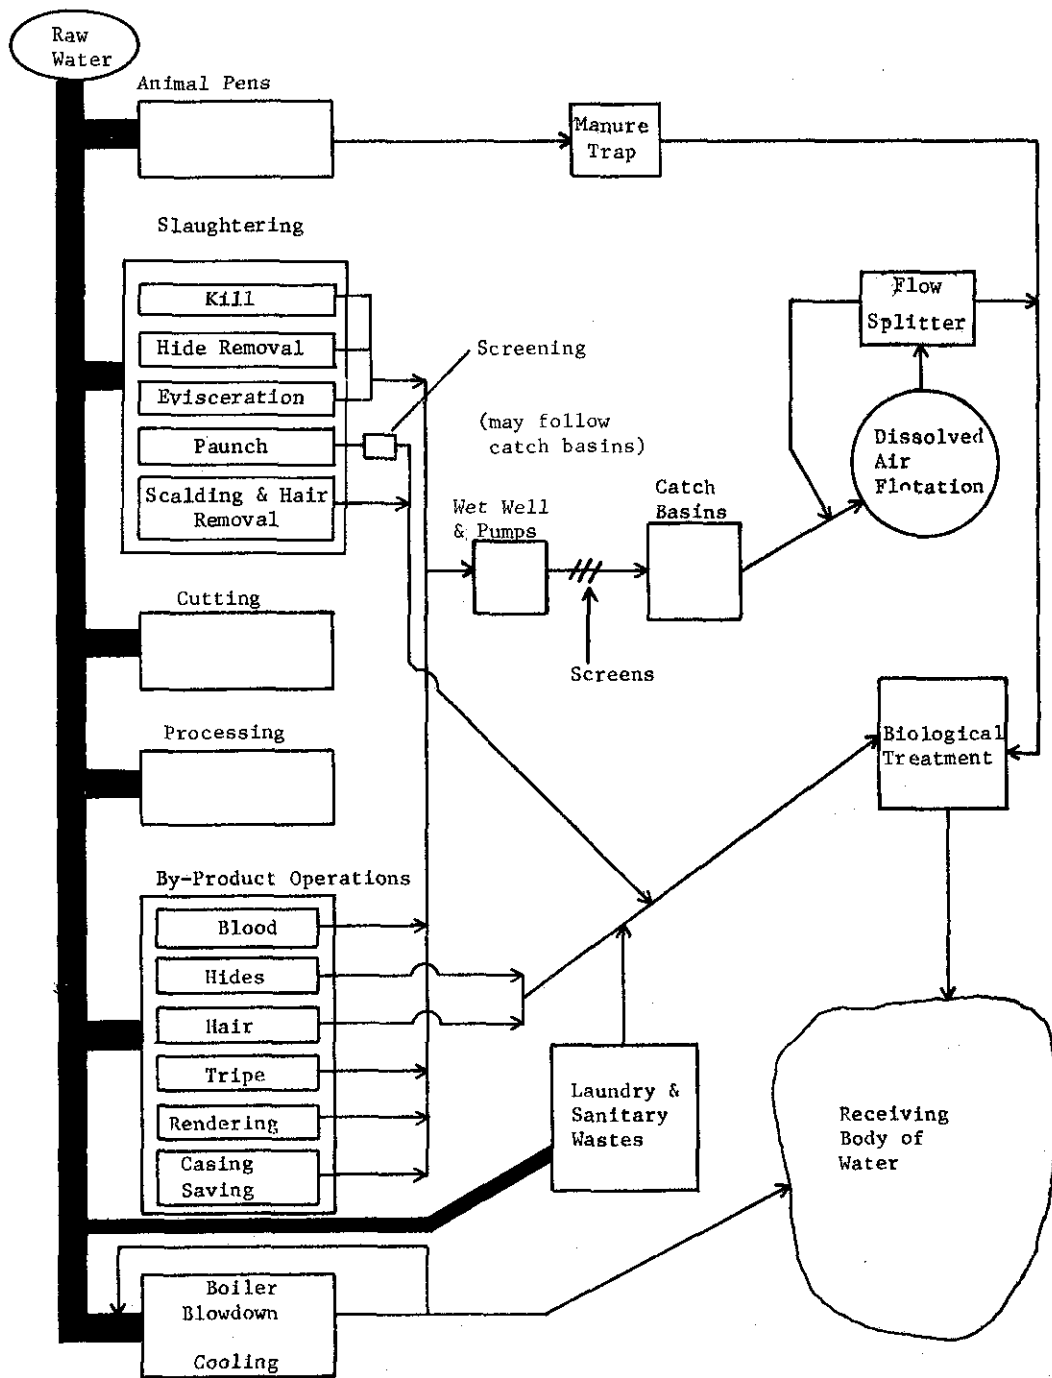 Raw
Water
Animal Pens
Manure
Trap
Slaughtering
Kill
Hide Removal
Evisceration
Paunch
Scalding & Hair
Removal
Screening
(may follow
catch basins)
Flow
Splitter
Dissolved
Air
Flotation
Wet Well
& Pumps
Catch
Basins
Screens
Cutting
Processing
Biological
Treatment
By-Product Operations
Blood
Hides
Hair
Tripe
Rendering
Casing
Saving
Laundry &
Sanitary
Wastes
Receiving
Body of
Water
Boiler
Blowdown
Cooling